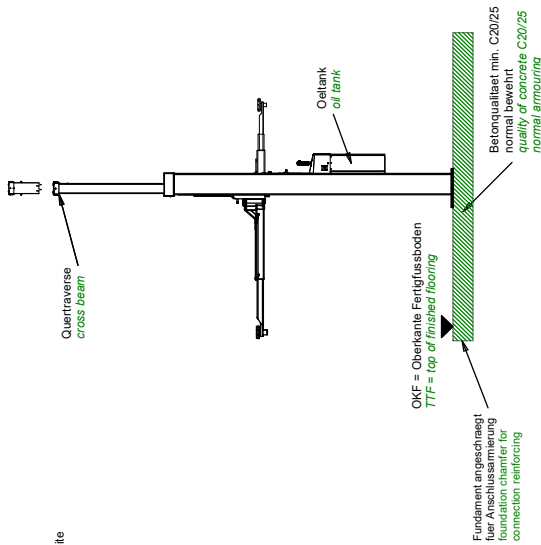 ite
Quertraverse
cross beam
Oeltank
oil tank
OKF = Oberkante Fertigfussboden
TTF = top of finished flooring
Betonqualitaet min. C20/25
normal bewehrt
quality of concrete C20/25
normal armouring
Fundament angeschraegt
fuer Anschlussarmierung
foundation chamfer for
connection reinforcing